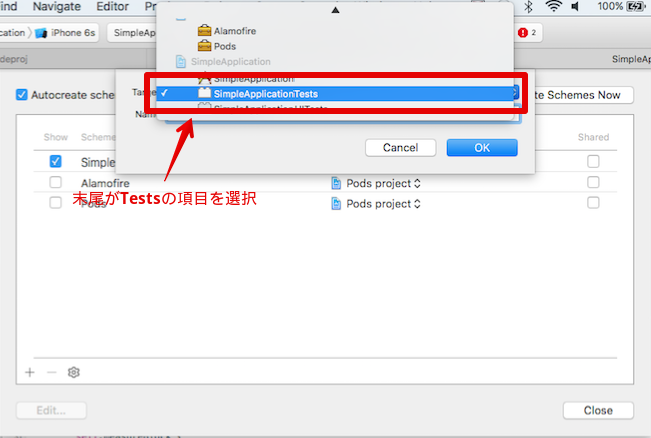 ind Navigate Editor Pr 100%
cation iPhone 6s SimpleAp 2
deproj SimpleAp
Alamofire
Pods
SimpleApplication
SimpleApplication
Autocreate sche Targe SimpleApplicationTests te Schemes Now
Nam SimpleApplicationUITests
Show Scheme Shared
Cancel OK
Simple
Alamofire Pods project
末尾がTestsの項目を選択
Pods Pods project
Edit... Close